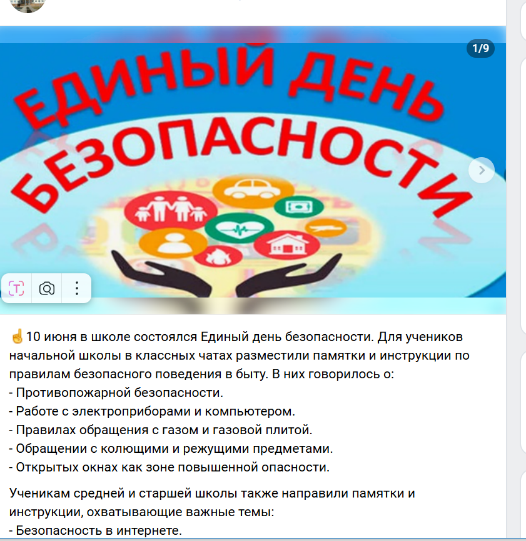 1/9
ЕДИНЫЙ ДЕНЬ
БЕЗОПАСНОСТИ
☝10 июня в школе состоялся Единый день безопасности. Для учеников
начальной школы в классных чатах разместили памятки и инструкции по
правилам безопасного поведения в быту. В них говорилось о:
- Противопожарной безопасности.
- Работе с электроприборами и компьютером.
- Правилах обращения с газом и газовой плитой.
- Обращении с колющими и режущими предметами.
- Открытых окнах как зоне повышенной опасности.
Ученикам средней и старшей школы также направили памятки и
инструкции, охватывающие важные темы:
- Безопасность в интернете.